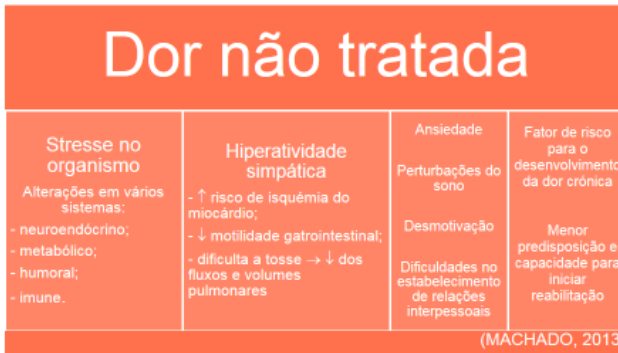 Dor não tratada
Stresse no
organismo
Alterações em vários
sistemas:
- neuroendócrino;
- metabólico;
- humoral;
- imune.
Hiperatividade
simpática
- ↑ risco de isquémia do
miocárdio;
- ↓ motilidade gatrointestinal;
- dificulta a tosse → ↓ dos
fluxos e volumes
pulmonares
Ansiedade
Perturbações do
sono
Desmotivação
Dificuldades no
estabelecimento
de relações
interpessoais
Fator de risco
para o
desenvolvimento
da dor crónica
Menor
predisposição e
capacidade para
iniciar
reabilitação
(MACHADO, 2013